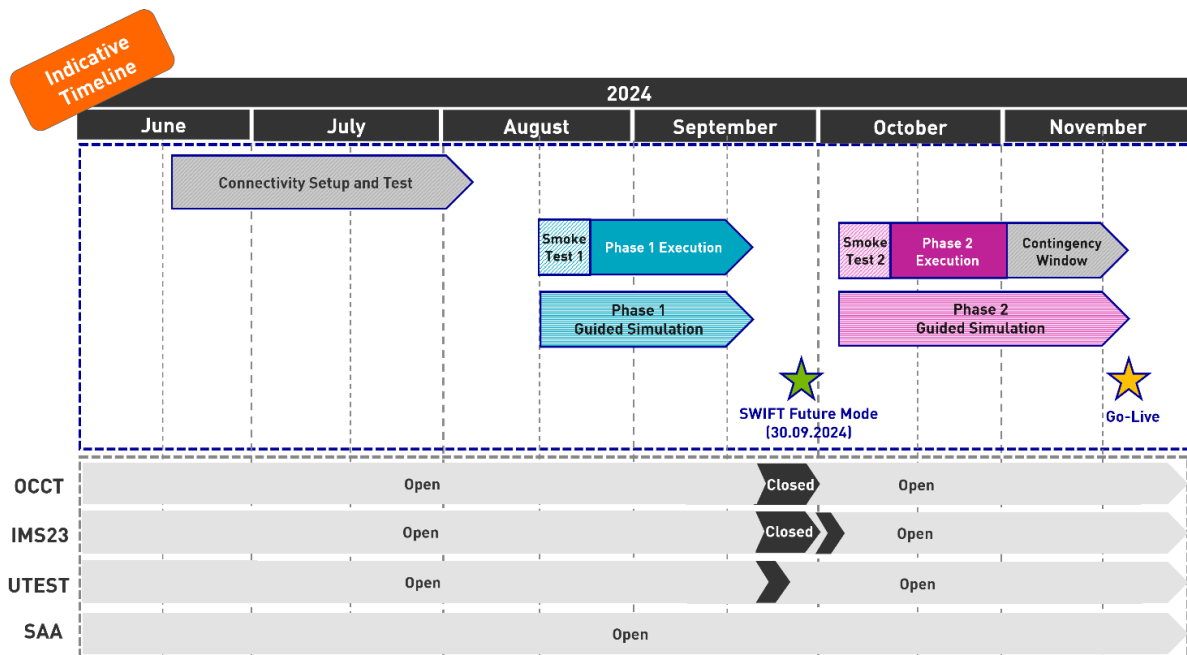 Indicative
Timeline
2024
June
July
August
September
October
November
Connectivity Setup and Test
Smoke
Test 1
Phase 1 Execution
Smoke
Test 2
Phase 2
Execution
Contingency
Window
Phase 1
Guided Simulation
Phase 2
Guided Simulation
SWIFT Future Mode
(30.09.2024)
Go-Live
OCCT
Open
Closed
Open
IMS23
Open
Closed
Open
UTEST
Open
Open
SAA
Open